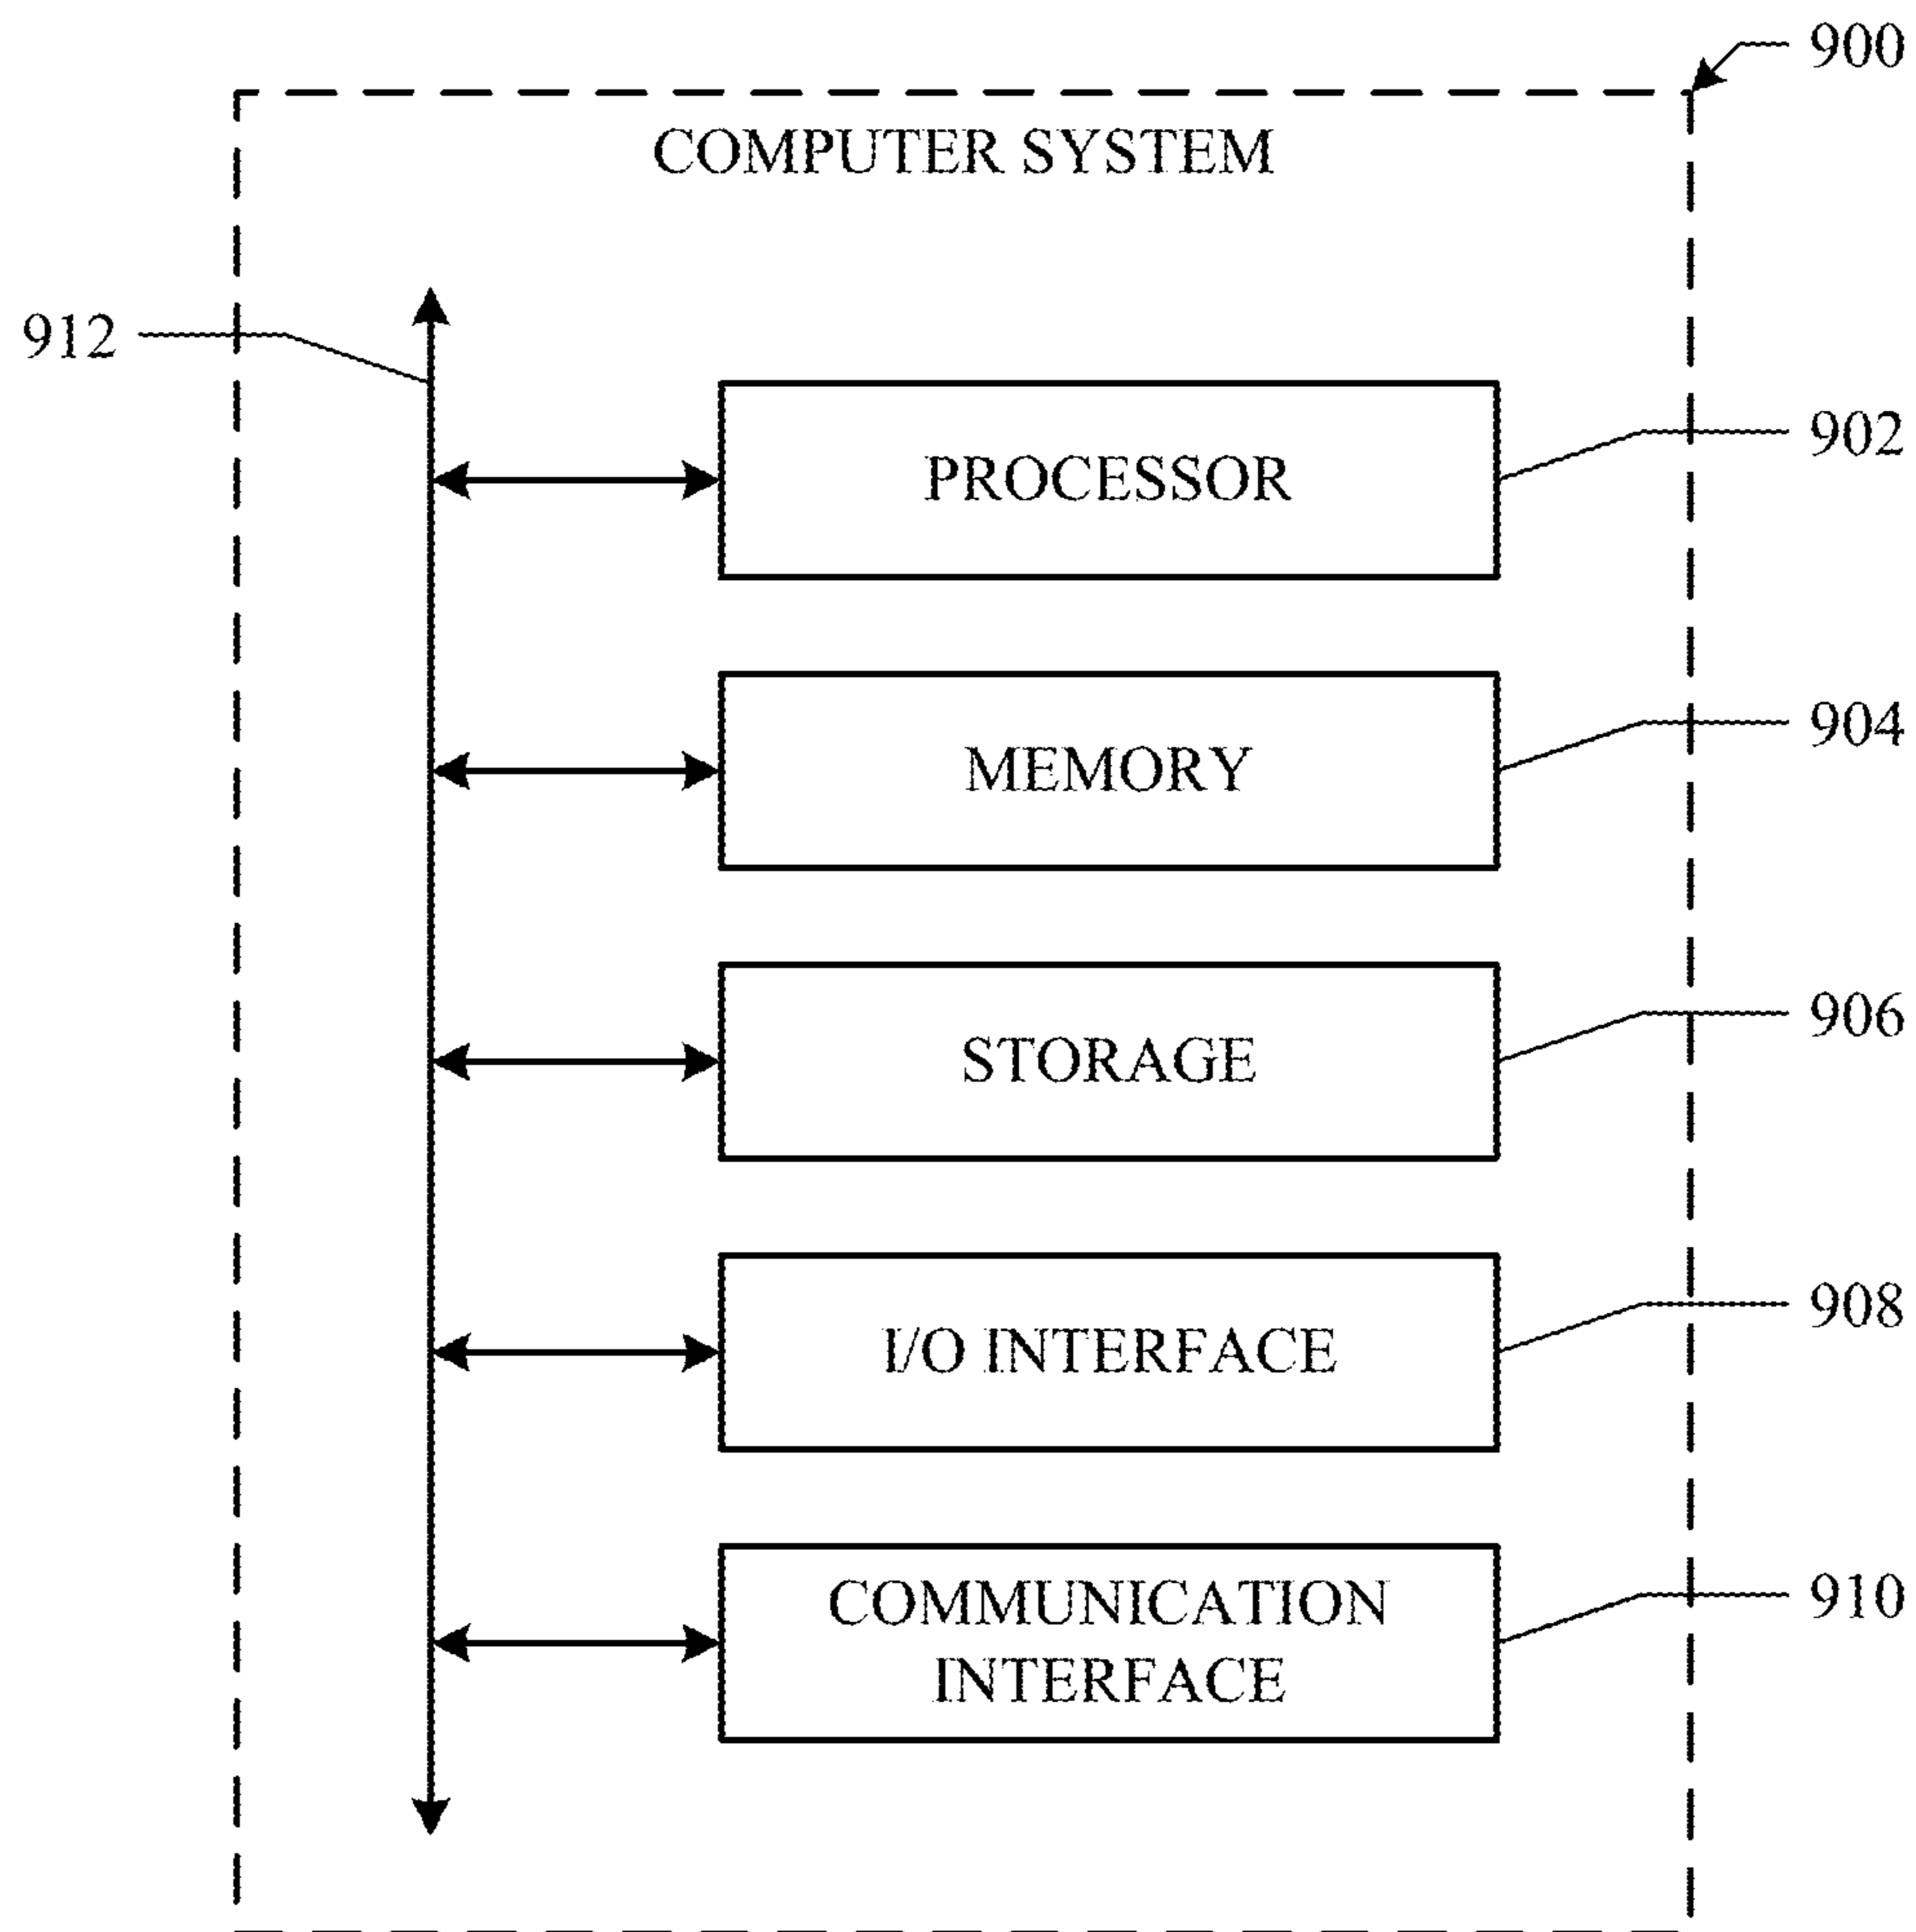 900
COMPUTER SYSTEM
912
PROCESSOR
902
MEMORY
904
STORAGE
906
I/O INTERFACE
908
COMMUNICATION
INTERFACE
910